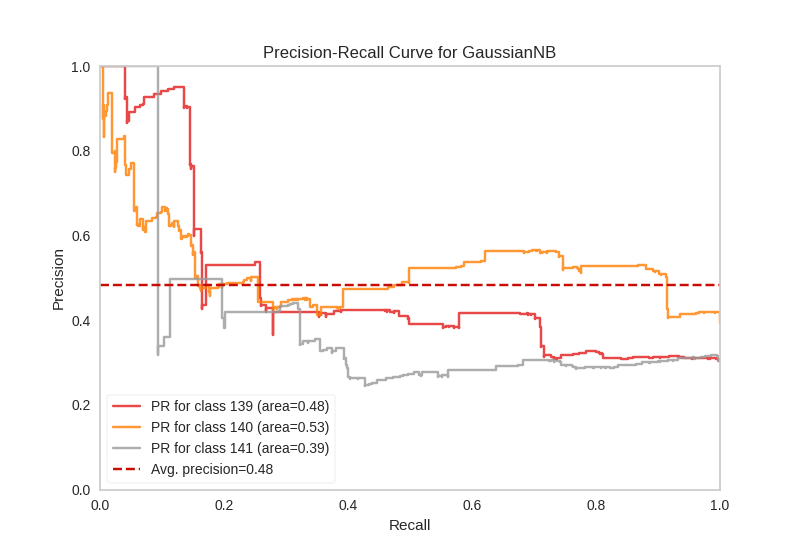 Precision-Recall Curve for GaussianNB
1.0
0.8
0.6
0.4
0.2
0.0
Precision
PR for class 139 (area=0.48)
PR for class 140 (area=0.53)
PR for class 141 (area=0.39)
Avg. precision=0.48
0.0 0.2 0.4 0.6 0.8 1.0
Recall